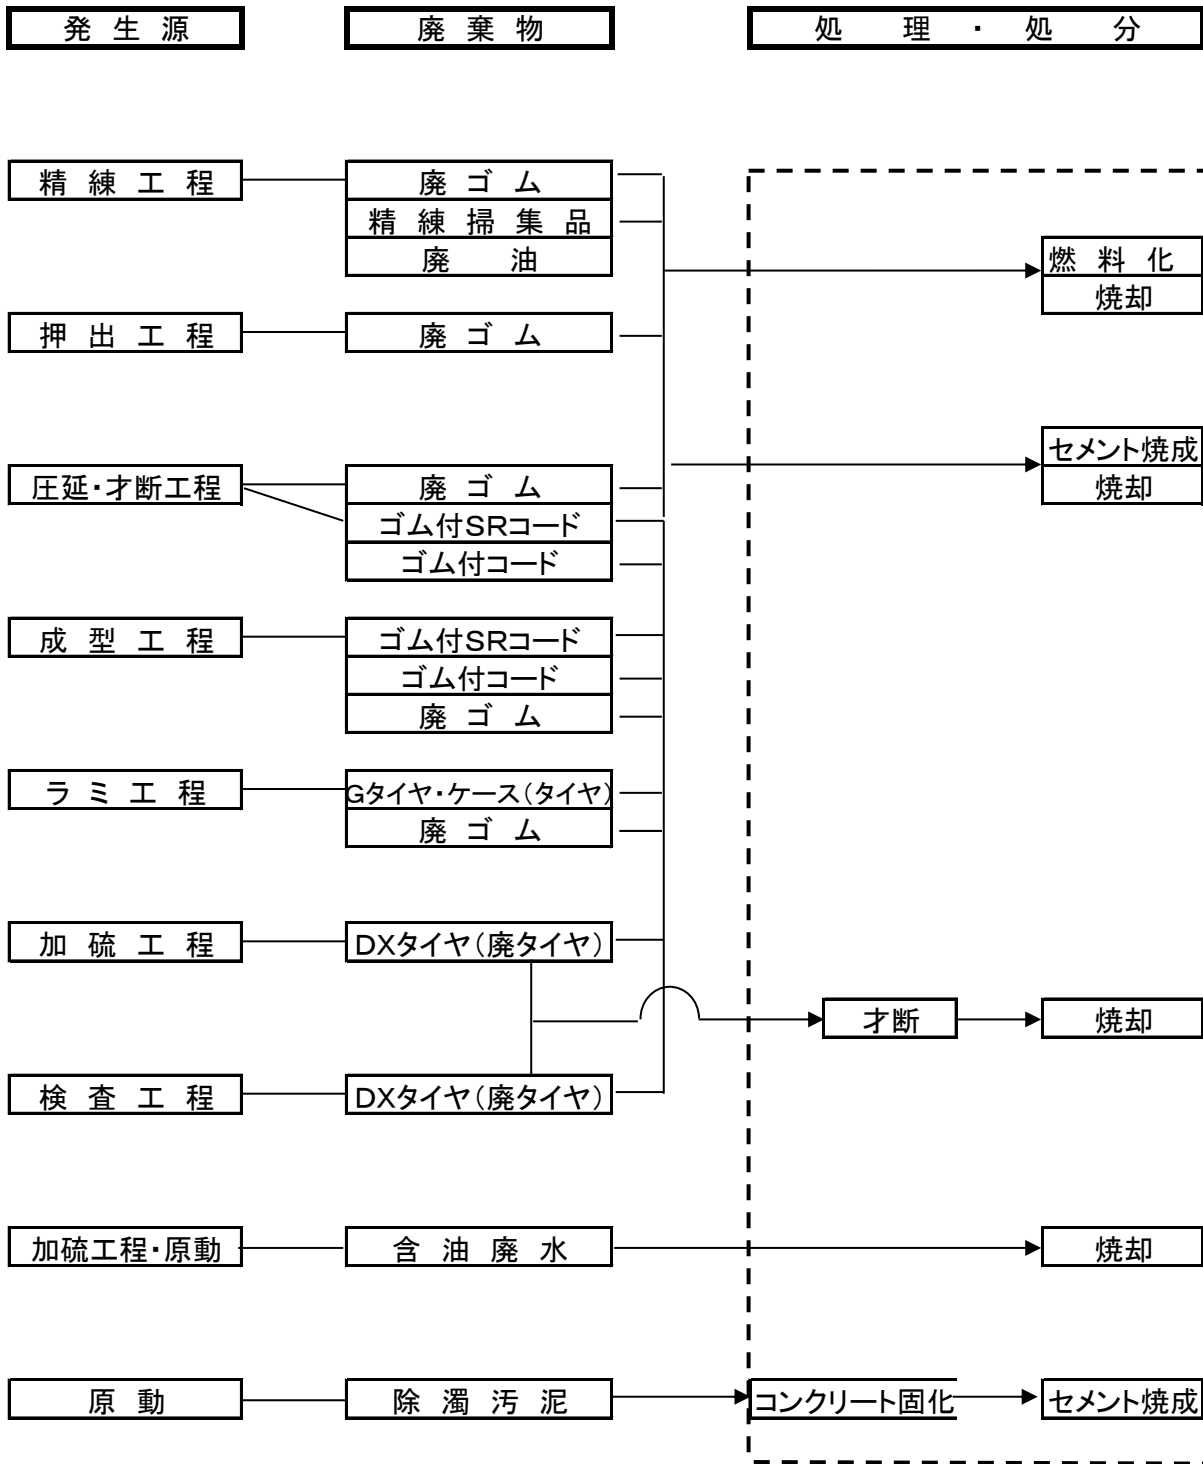 発生源 廃棄物 処理・処分
精練工程 廃ゴム
精練掃集品
廃油 燃料化
焼却
押出工程 廃ゴム
セメント焼成
圧延・才断工程 廃ゴム 焼却
ゴム付SRコード
ゴム付コード
成型工程 ゴム付SRコード
ゴム付コード
廃ゴム
ラミ工程 Gタイヤ・ケース(タイヤ)
廃ゴム
加硫工程 DXタイヤ(廃タイヤ)
才断 焼却
検査工程 DXタイヤ(廃タイヤ)
加硫工程・原動 含油廃水 焼却
原動 除濁汚泥 コンクリート固化 セメント焼成